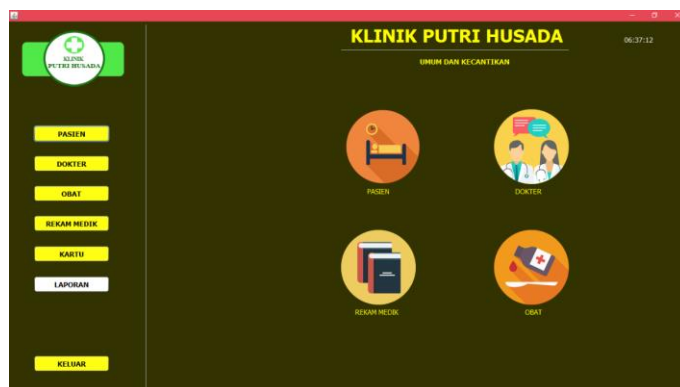 KLINIK
PUTRI HUSADA
PASIEN
DOKTER
OBAT
REKAM MEDIK
KARTU
LAPORAN
KELUAR
KLINIK PUTRI HUSADA
06:37:12
UMUM DAN KECANTIKAN
PASIEN
DOKTER
REKAM MEDIK
OBAT